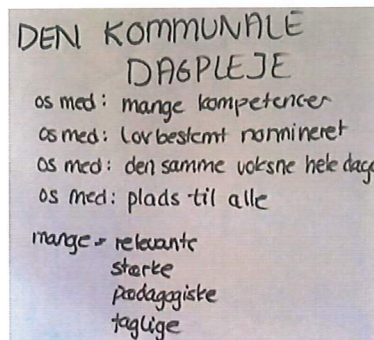 DEN KOMMUNALE
DAGPLEJE
os med: mange kompetencer
os med: lovbestemt normineret
os med: den samme voksne hele dage
os med: plads til alle
mange = relevante
stærke
pædagogiske
faglige